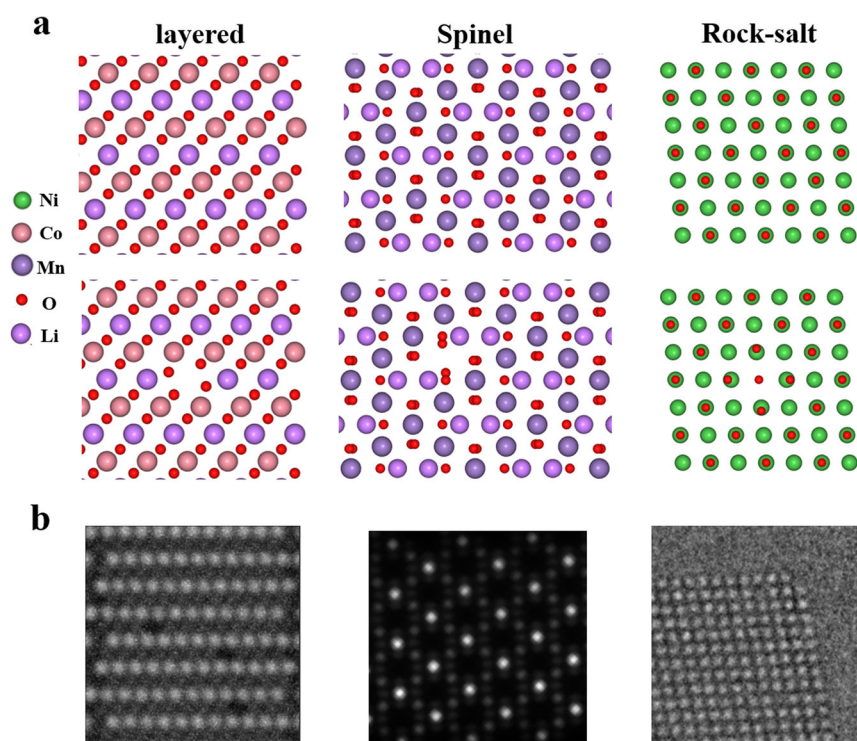 a
layered
Spinel
Rock-salt
Ni
Co
Mn
O
Li
b